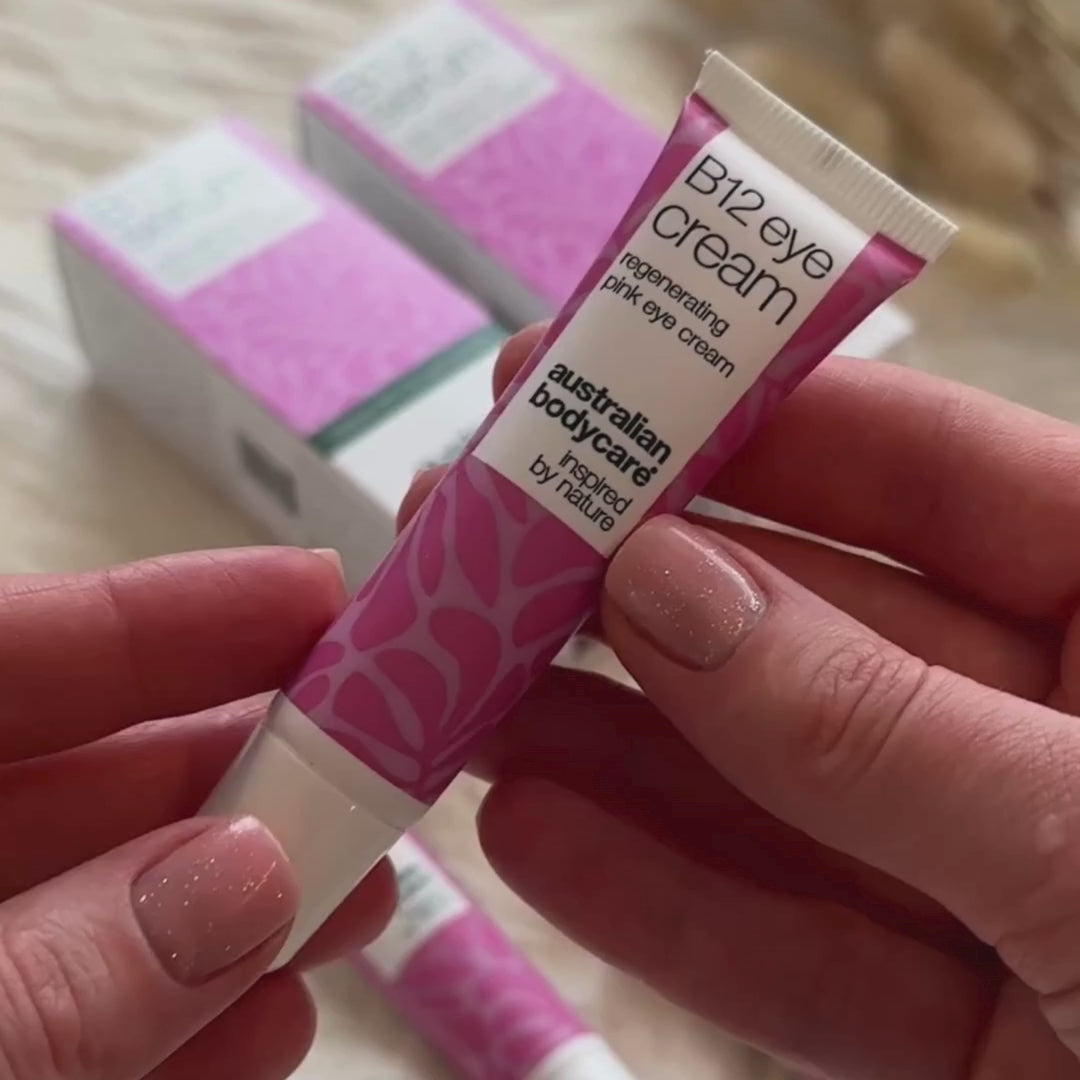 B12 eye
cream
regenerating
pink eye cream
australian
bodycare®
inspired
by nature